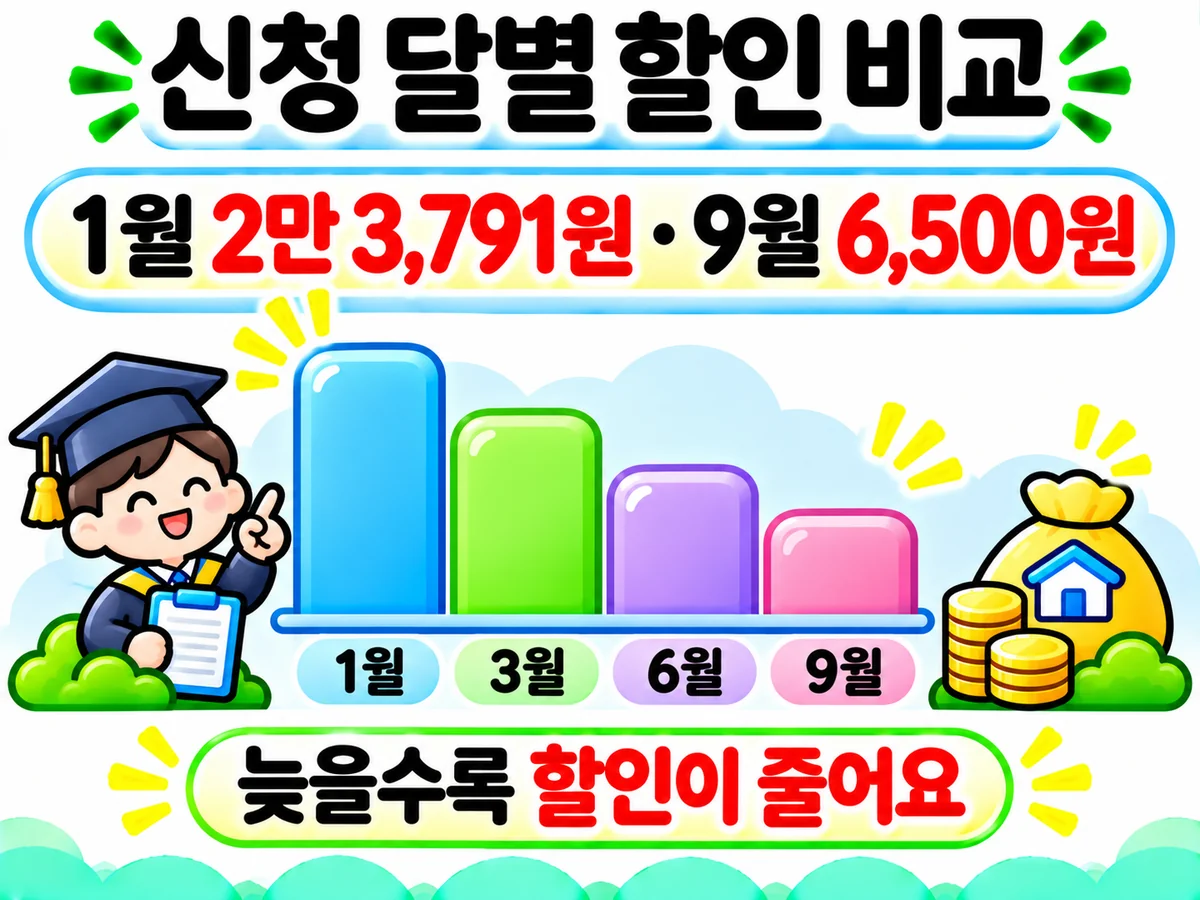 신청 달별 할인 비교
1월 2만 3,791원 · 9월 6,500원
1월 3월 6월 9월
늦을수록 할인이 줄어요